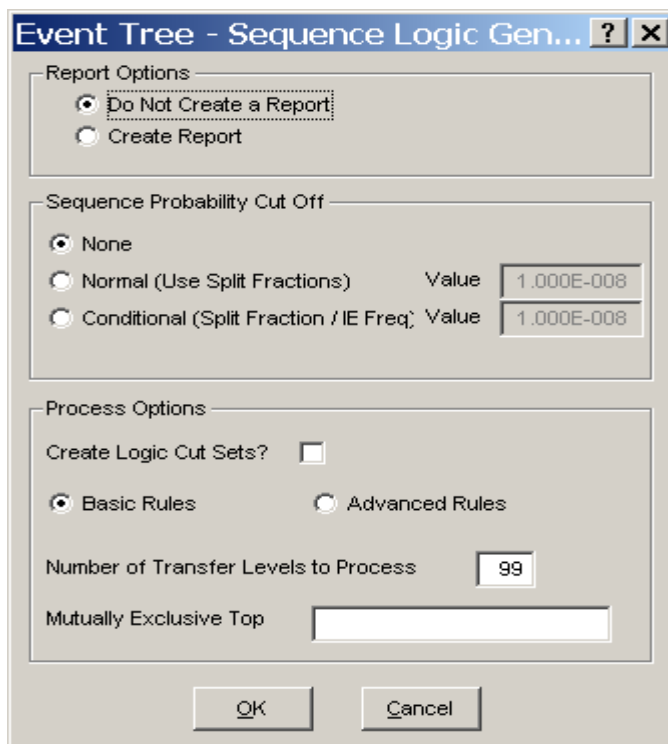 Event Tree - Sequence Logic Gen... ? X
Report Options
Do Not Create a Report
Create Report
Sequence Probability Cut Off
None
Normal (Use Split Fractions) Value 1.000E-008
Conditional (Split Fraction / IE Freq) Value 1.000E-008
Process Options
Create Logic Cut Sets?
Basic Rules Advanced Rules
Number of Transfer Levels to Process 99
Mutually Exclusive Top
OK Cancel